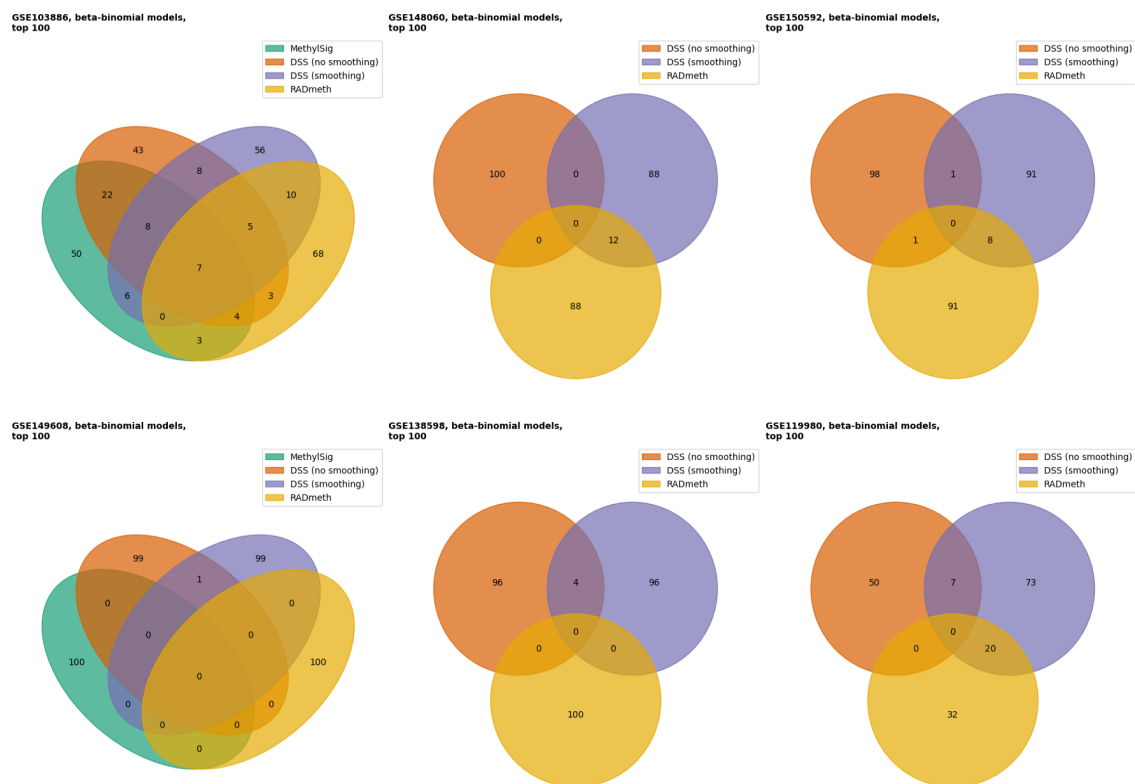 GSE103886, beta-binomial models,
top 100
MethylSig
DSS (no smoothing)
DSS (smoothing)
RADmeth
43
56
8
22
10
8
5
50
68
7
6
3
0
4
3
GSE148060, beta-binomial models,
top 100
DSS (no smoothing)
DSS (smoothing)
RADmeth
100
0
88
0
0
12
88
GSE150592, beta-binomial models,
top 100
DSS (no smoothing)
DSS (smoothing)
RADmeth
98
1
91
0
1
8
91
GSE149608, beta-binomial models,
top 100
MethylSig
DSS (no smoothing)
DSS (smoothing)
RADmeth
99
99
1
0
0
0
0
100
100
0
0
0
0
0
0
GSE138598, beta-binomial models,
top 100
DSS (no smoothing)
DSS (smoothing)
RADmeth
96
4
96
0
0
0
100
GSE119980, beta-binomial models,
top 100
DSS (no smoothing)
DSS (smoothing)
RADmeth
50
7
73
0
0
20
32